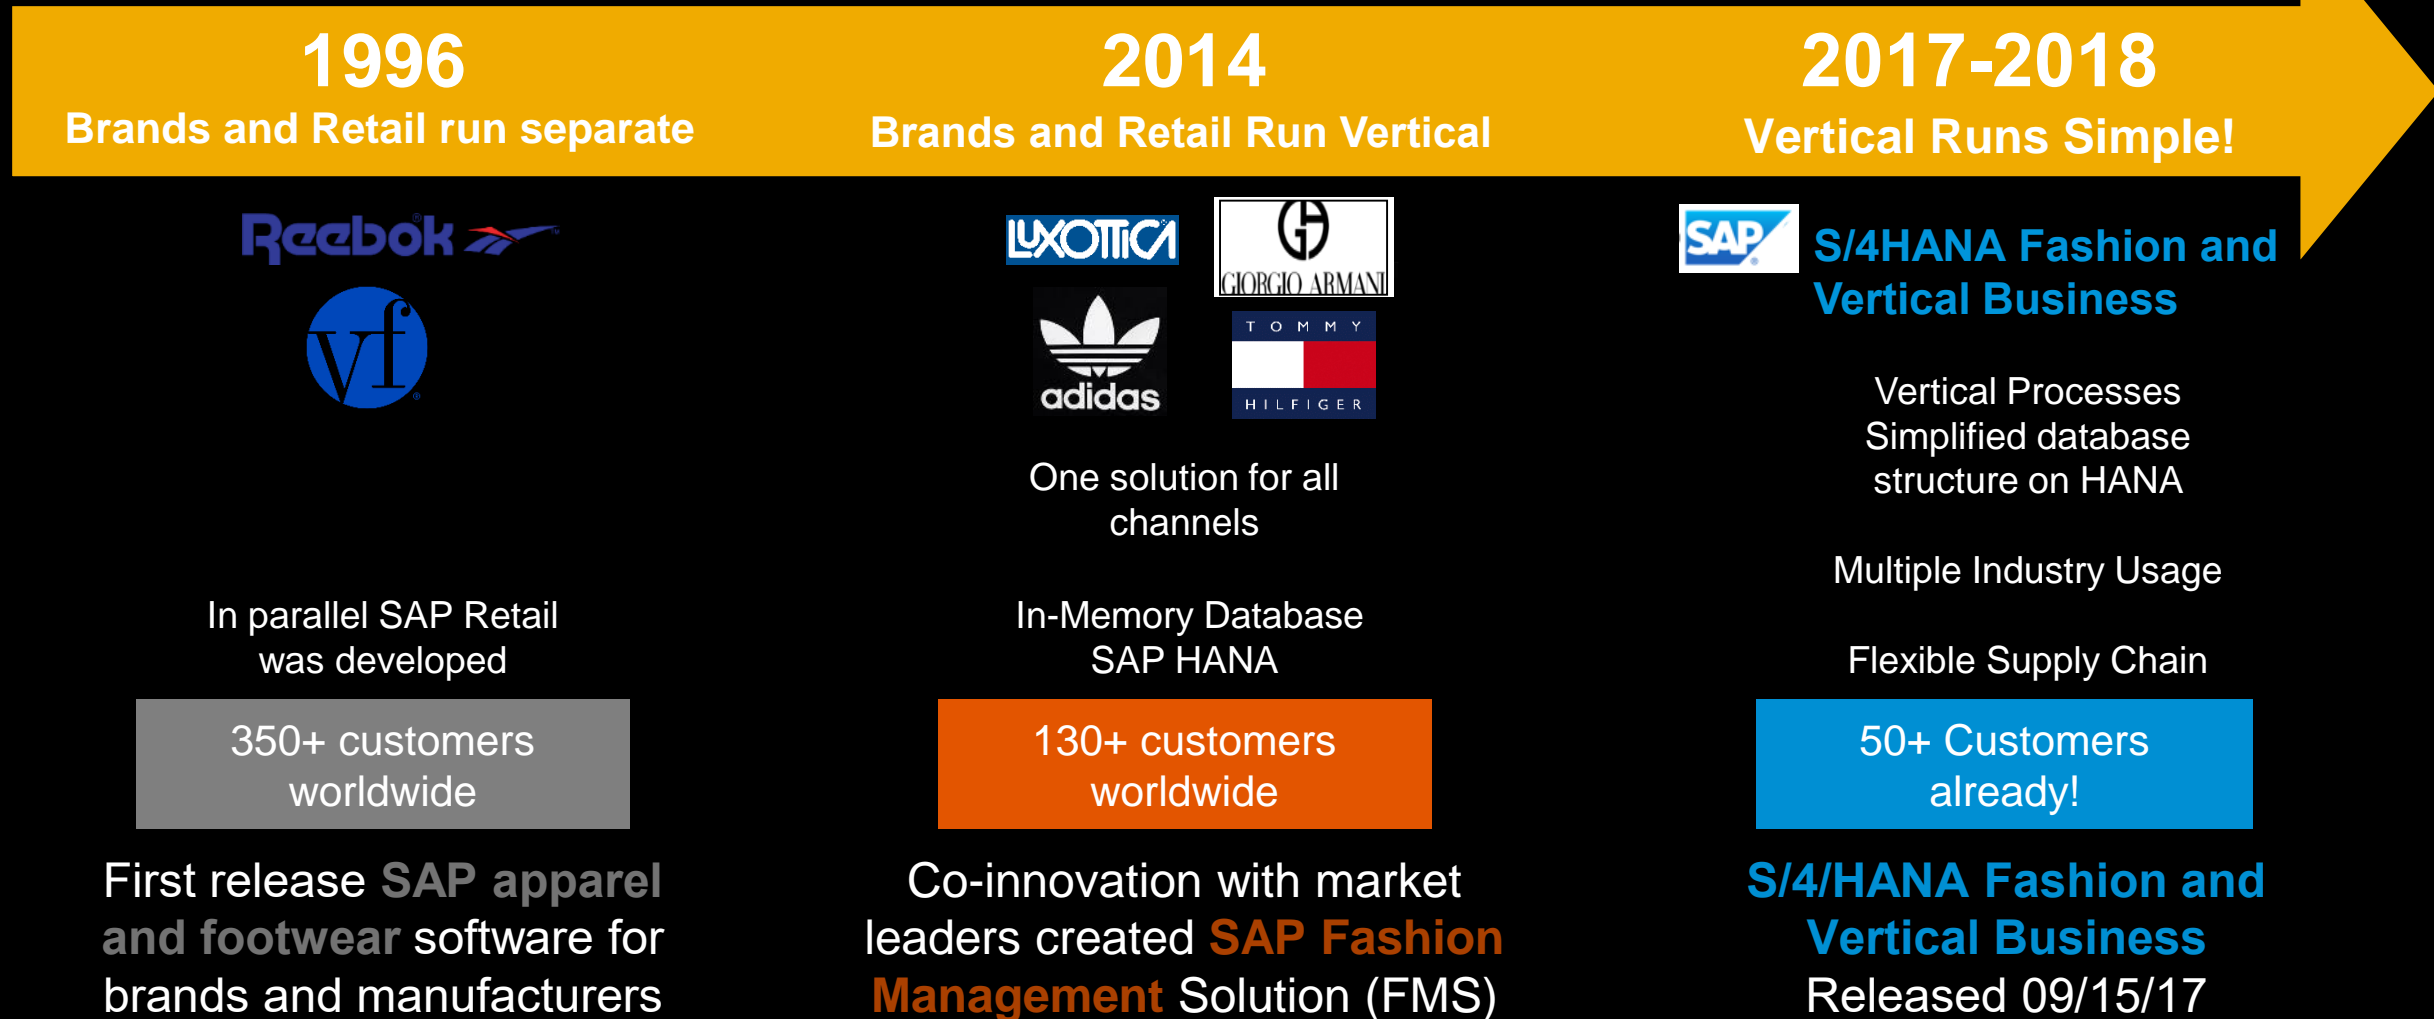 1996
Brands and Retail run separate
Reebok
vf
In parallel SAP Retail
was developed
350+ customers
worldwide
First release SAP apparel
and footwear software for
brands and manufacturers
2014
Brands and Retail Run Vertical
LUXOTTICA
GA
GIORGIO ARMANI
adidas
TOMMY
HILFIGER
One solution for all
channels
In-Memory Database
SAP HANA
130+ customers
worldwide
Co-innovation with market
leaders created SAP Fashion
Management Solution (FMS)
2017-2018
Vertical Runs Simple!
SAP
S/4HANA Fashion and
Vertical Business
Vertical Processes
Simplified database
structure on HANA
Multiple Industry Usage
Flexible Supply Chain
50+ Customers
already!
S/4/HANA Fashion and
Vertical Business
Released 09/15/17